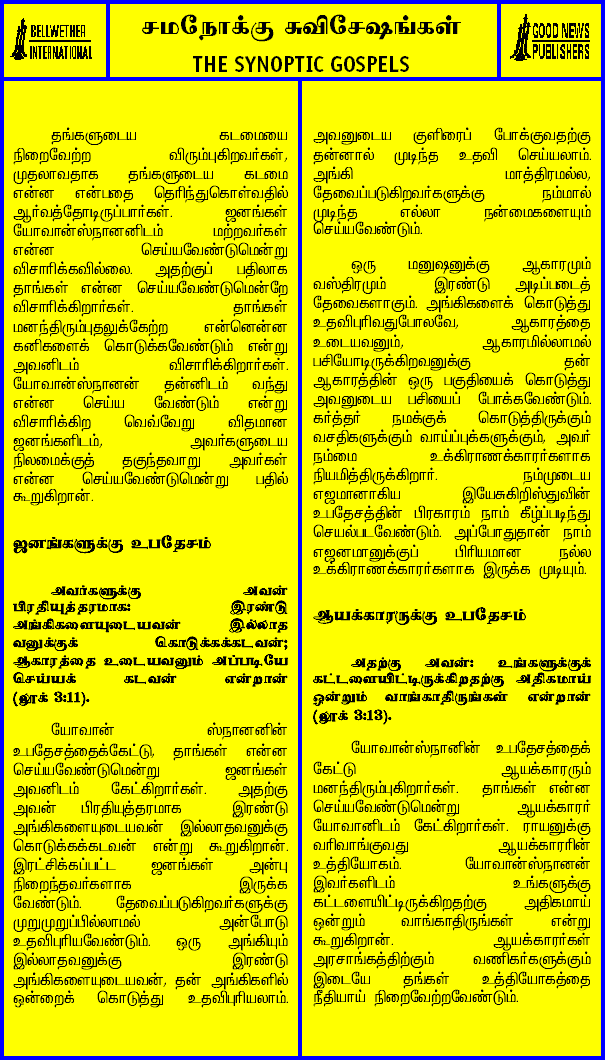 BELLWETHER
INTERNATIONAL
சமநோக்கு சுவிசேஷங்கள்
THE SYNOPTIC GOSPELS
GOOD NEWS
PUBLISHERS
தங்களுடைய கடமையை
நிறைவேற்ற விரும்புகிறவர்கள்,
முதலாவதாக தங்களுடைய கடமை
என்ன என்பதை தெரிந்துகொள்வதில்
ஆர்வத்தோடிருப்பார்கள். ஜனங்கள்
யோவான்ஸ்நானனிடம் மற்றவர்கள்
என்ன செய்யவேண்டுமென்று
விசாரிக்கவில்லை. அதற்குப் பதிலாக
தாங்கள் என்ன செய்யவேண்டுமென்றே
விசாரிக்கிறார்கள். தாங்கள்
மனந்திரும்புதலுக்கேற்ற என்னென்ன
கனிகளைக் கொடுக்கவேண்டும் என்று
அவனிடம் விசாரிக்கிறார்கள்.
யோவான்ஸ்நானன் தன்னிடம் வந்து
என்ன செய்ய வேண்டும் என்று
விசாரிக்கிற வெவ்வேறு விதமான
ஜனங்களிடம், அவர்களுடைய
நிலமைக்குத் தகுந்தவாறு அவர்கள்
என்ன செய்யவேண்டுமென்று பதில்
கூறுகிறான்.
ஜனங்களுக்கு உபதேசம்
அவர்களுக்கு அவன்
பிரதியுத்தரமாக: இரண்டு
அங்கிகளையுடையவன் இல்லாத
வனுக்குக் கொடுக்கக்கடவன்;
ஆகாரத்தை உடையவனும் அப்படியே
செய்யக் கடவன் என்றான்
(லூக் 3:11).
யோவான் ஸ்நானனின்
உபதேசத்தைக்கேட்டு, தாங்கள் என்ன
செய்யவேண்டுமென்று ஜனங்கள்
அவனிடம் கேட்கிறார்கள். அதற்கு
அவன் பிரதியுத்தரமாக இரண்டு
அங்கிகளையுடையவன் இல்லாதவனுக்கு
கொடுக்கக்கடவன் என்று கூறுகிறான்.
இரட்சிக்கப்பட்ட ஜனங்கள் அன்பு
நிறைந்தவர்களாக இருக்க
வேண்டும். தேவைப்படுகிறவர்களுக்கு
முறுமுறுப்பில்லாமல் அன்போடு
உதவிபுரியவேண்டும். ஒரு அங்கியும்
இல்லாதவனுக்கு இரண்டு
அங்கிகளையுடையவன், தன் அங்கிகளில்
ஒன்றைக் கொடுத்து உதவிபுரியலாம்.
அவனுடைய குளிரைப் போக்குவதற்கு
தன்னால் முடிந்த உதவி செய்யலாம்.
அங்கி மாத்திரமல்ல,
தேவைப்படுகிறவர்களுக்கு நம்மால்
முடிந்த எல்லா நன்மைகளையும்
செய்யவேண்டும்.
ஒரு மனுஷனுக்கு ஆகாரமும்
வஸ்திரமும் இரண்டு அடிப்படைத்
தேவைகளாகும். அங்கிகளைக் கொடுத்து
உதவிபுரிவதுபோலவே, ஆகாரத்தை
உடையவனும், ஆகாரமில்லாமல்
பசியோடிருக்கிறவனுக்கு தன்
ஆகாரத்தின் ஒரு பகுதியைக் கொடுத்து
அவனுடைய பசியைப் போக்கவேண்டும்.
கர்த்தர் நமக்குக் கொடுத்திருக்கும்
வசதிகளுக்கும் வாய்ப்புக்களுக்கும், அவர்
நம்மை உக்கிராணக்காரர்களாக
நியமித்திருக்கிறார். நம்முடைய
எஜமானாகிய இயேசுகிறிஸ்துவின்
உபதேசத்தின் பிரகாரம் நாம் கீழ்ப்படிந்து
செயல்படவேண்டும். அப்போதுதான் நாம்
எஜனமானுக்குப் பிரியமான நல்ல
உக்கிராணக்காரர்களாக இருக்க முடியும்.
ஆயக்காரருக்கு உபதேசம்
அதற்கு அவன்: உங்களுக்குக்
கட்டளையிட்டிருக்கிறதற்கு அதிகமாய்
ஒன்றும் வாங்காதிருங்கள் என்றான்
(லூக் 3:13).
யோவான்ஸ்நானின் உபதேசத்தைக்
கேட்டு ஆயக்காரரும்
மனந்திரும்புகிறார்கள். தாங்கள் என்ன
செய்யவேண்டுமென்று ஆயக்காரர்
யோவானிடம் கேட்கிறார்கள். ராயனுக்கு
வரிவாங்குவது ஆயக்காரரின்
உத்தியோகம். யோவான்ஸ்நானன்
இவர்களிடம் உங்களுக்கு
கட்டளையிட்டிருக்கிறதற்கு அதிகமாய்
ஒன்றும் வாங்காதிருங்கள் என்று
கூறுகிறான். ஆயக்காரர்கள்
அரசாங்கத்திற்கும் வணிகர்களுக்கும்
இடையே தங்கள் உத்தியோகத்தை
நீதியாய் நிறைவேற்றவேண்டும்.